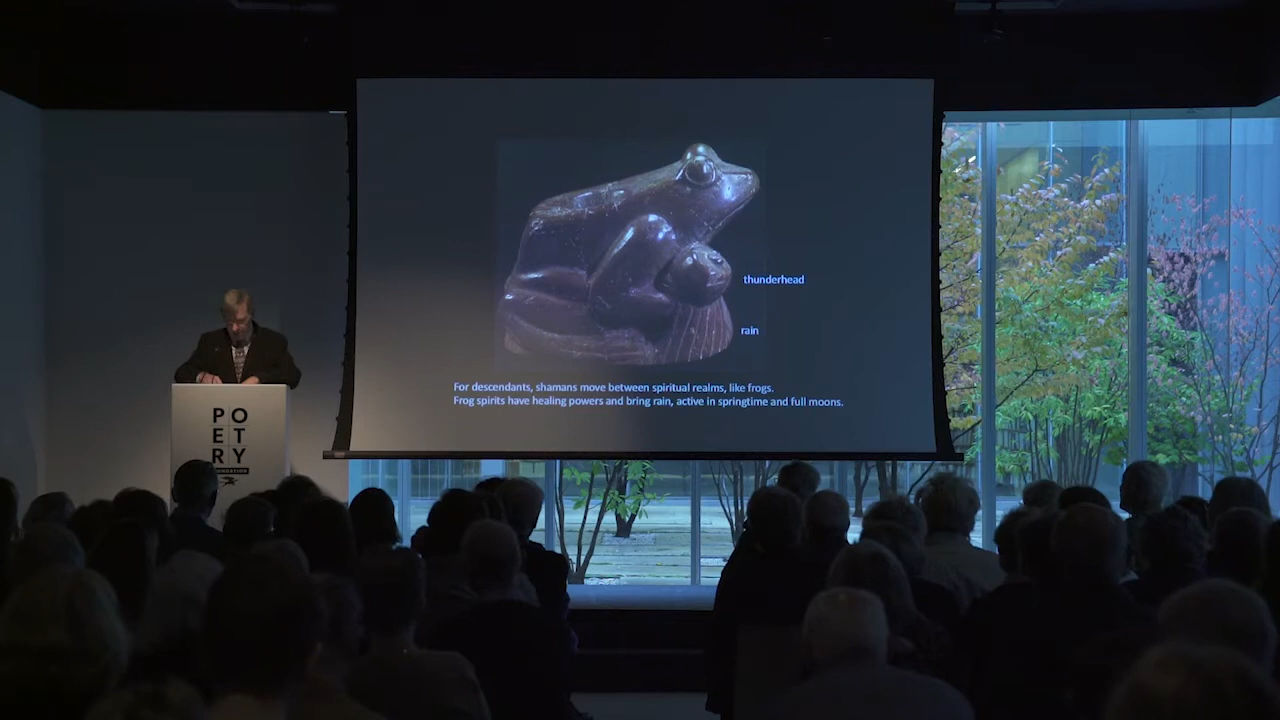 thunderhead
rain
For descendants, shamans move between spiritual realms, like frogs.
Frog spirits have healing powers and bring rain, active in springtime and full moons.
PO
ET
RY
FOUNDATION